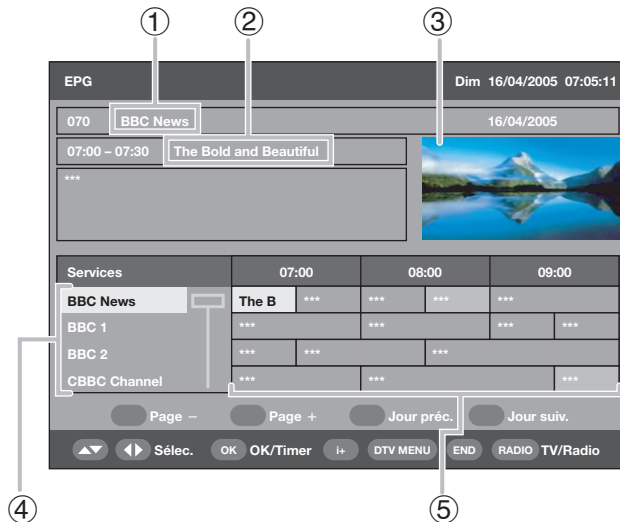 ① ② ③
EPG Dim 16/04/2005 07:05:11
070 BBC News 16/04/2005
07:00 – 07:30 The Bold and Beautiful
***
Services 07:00 08:00 09:00
BBC News The B *** *** *** ***
BBC 1 *** *** *** ***
BBC 2 *** *** ***
CBBC Channel *** *** ***
Page – Page + Jour préc. Jour suiv.
Sélec. OK OK/Timer i+ DTV MENU END RADIO TV/Radio
④ ⑤